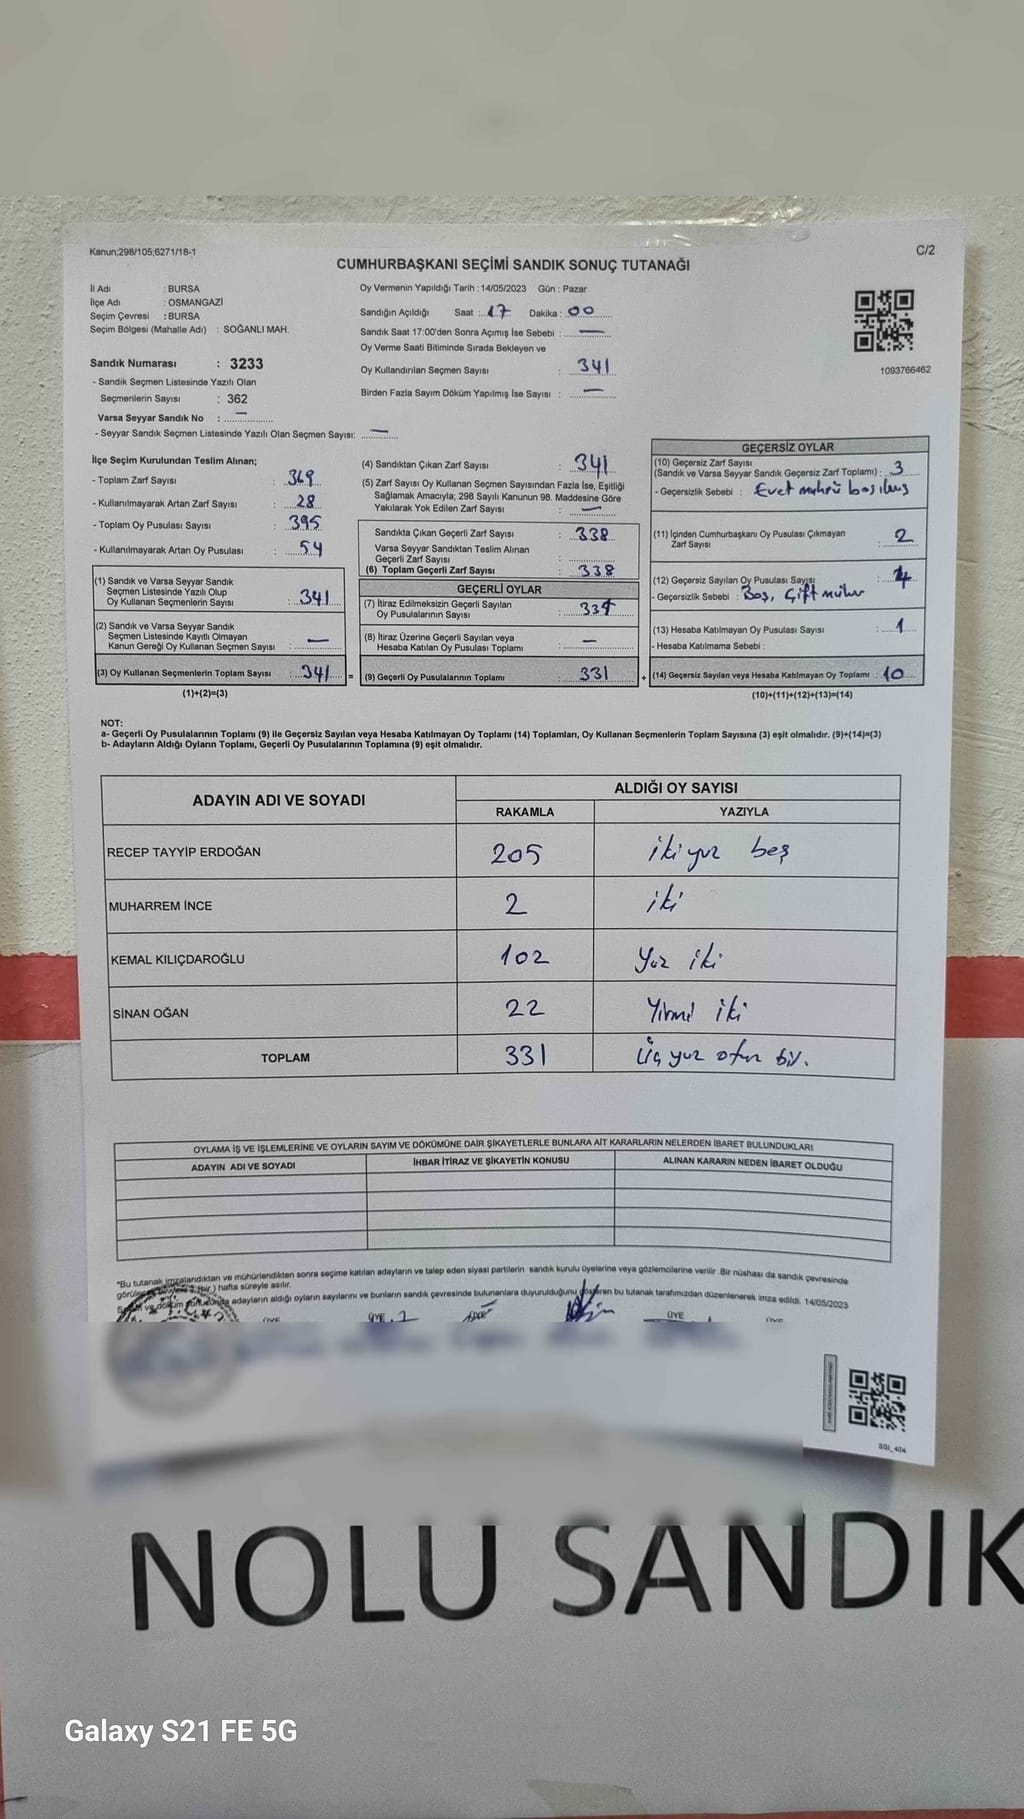 Kanun;298/105;6271/18-1
C/2
CUMHURBAŞKANI SEÇİMİ SANDIK SONUÇ TUTANAĞI
İl Adı : BURSA
İlçe Adı : OSMANGAZİ
Seçim Çevresi : BURSA
Seçim Bölgesi (Mahalle Adı) : SOĞANLI MAH.
Sandık Numarası : 3233
- Sandık Seçmen Listesinde Yazılı Olan
Seçmenlerin Sayısı : 362
Varsa Seyyar Sandık No : —
- Seyyar Sandık Seçmen Listesinde Yazılı Olan Seçmen Sayısı: —
Oy Vermenin Yapıldığı Tarih : 14/05/2023 Gün : Pazar
Sandığın Açıldığı Saat : 17 Dakika : 00
Sandık Saat 17:00'den Sonra Açımış İse Sebebi : —
Oy Verme Saati Bitiminde Sırada Bekleyen ve
Oy Kullandırılan Seçmen Sayısı : 341
Birden Fazla Sayım Döküm Yapılmış İse Sayısı : —
1093766462
İlçe Seçim Kurulundan Teslim Alınan;
- Toplam Zarf Sayısı : 369
- Kullanılmayarak Artan Zarf Sayısı : 28
- Toplam Oy Pusulası Sayısı : 395
- Kullanılmayarak Artan Oy Pusulası : 54
(1) Sandık ve Varsa Seyyar Sandık
Seçmen Listesinde Yazılı Olup
Oy Kullanan Seçmenlerin Sayısı : 341
(2) Sandık ve Varsa Seyyar Sandık
Seçmen Listesinde Kayıtlı Olmayan
Kanun Gereği Oy Kullanan Seçmen Sayısı : —
(3) Oy Kullanan Seçmenlerin Toplam Sayısı : 341 =
(1)+(2)=(3)
(4) Sandıktan Çıkan Zarf Sayısı : 341
(5) Zarf Sayısı Oy Kullanan Seçmen Sayısından Fazla İse, Eşitliği
Sağlamak Amacıyla; 298 Sayılı Kanunun 98. Maddesine Göre
Yakılarak Yok Edilen Zarf Sayısı : —
Sandıkta Çıkan Geçerli Zarf Sayısı : 338
Varsa Seyyar Sandıktan Teslim Alınan
Geçerli Zarf Sayısı :
(6) Toplam Geçerli Zarf Sayısı : 338
GEÇERLİ OYLAR
(7) İtiraz Edilmeksizin Geçerli Sayılan
Oy Pusulalarının Sayısı :
(8) İtiraz Üzerine Geçerli Sayılan veya
Hesaba Katılan Oy Pusulası Toplamı : —
(9) Geçerli Oy Pusulalarının Toplamı : 331 +
GEÇERSİZ OYLAR
(10) Geçersiz Zarf Sayısı
(Sandık ve Varsa Seyyar Sandık Geçersiz Zarf Toplamı) : 3
- Geçersizlik Sebebi : Evet mührü basılmış
(11) İçinden Cumhurbaşkanı Oy Pusulası Çıkmayan
Zarf Sayısı : 2
(12) Geçersiz Sayılan Oy Pusulası Sayısı : 4
- Geçersizlik Sebebi : Boş, Çift mühür
(13) Hesaba Katılmayan Oy Pusulası Sayısı : 1
- Hesaba Katılmama Sebebi :
(14) Geçersiz Sayılan veya Hesaba Katılmayan Oy Toplamı : 10
(10)+(11)+(12)+(13)=(14)
NOT:
a- Geçerli Oy Pusulalarının Toplamı (9) ile Geçersiz Sayılan veya Hesaba Katılmayan Oy Toplamı (14) Toplamları, Oy Kullanan Seçmenlerin Toplam Sayısına (3) eşit olmalıdır. (9)+(14)=(3)
b- Adayların Aldığı Oyların Toplamı, Geçerli Oy Pusulalarının Toplamına (9) eşit olmalıdır.
ADAYIN ADI VE SOYADI ALDIĞI OY SAYISI
RAKAMLA YAZIYLA
RECEP TAYYİP ERDOĞAN 205 iki yuz beş
MUHARREM İNCE 2 iki
KEMAL KILIÇDAROĞLU 102 Yuz iki
SİNAN OĞAN 22 Yirmi iki
TOPLAM 331 Üç yuz otuz bir.
OYLAMA İŞ VE İŞLEMLERİNE VE OYLARIN SAYIM VE DÖKÜMÜNE DAİR ŞİKAYETLERLE BUNLARA AİT KARARLARIN NELERDEN İBARET BULUNDUKLARI
ADAYIN ADI VE SOYADI İHBAR İTİRAZ VE ŞİKAYETİN KONUSU ALINAN KARARIN NEDEN İBARET OLDUĞU
*Bu tutanak imzalandıktan ve mühürlendikten sonra seçime katılan adayların ve talep eden siyasi partilerin sandık kurulu üyelerine veya gözlemcilerine verilir. Bir nüshası da sandık çevresinde
hafta süreyle asılır.
adayların aldığı oyların sayılarını ve bunların sandık çevresinde bulunanlara duyurulduğunu gösteren bu tutanak tarafımızdan düzenlenerek imza edildi. 14/05/2023
ÜYE
SGI_404
NOLU SANDIK
Galaxy S21 FE 5G